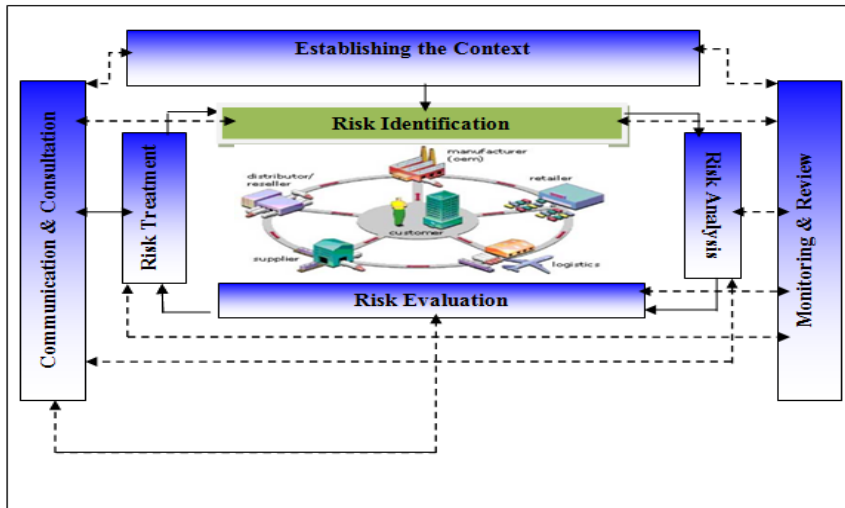 Establishing the Context
Risk Identification
Communication & Consultation
Risk Treatment
manufacturer
(oem)
distributor/
reseller
retailer
customer
supplier
logistics
Risk Analysis
Monitoring & Review
Risk Evaluation